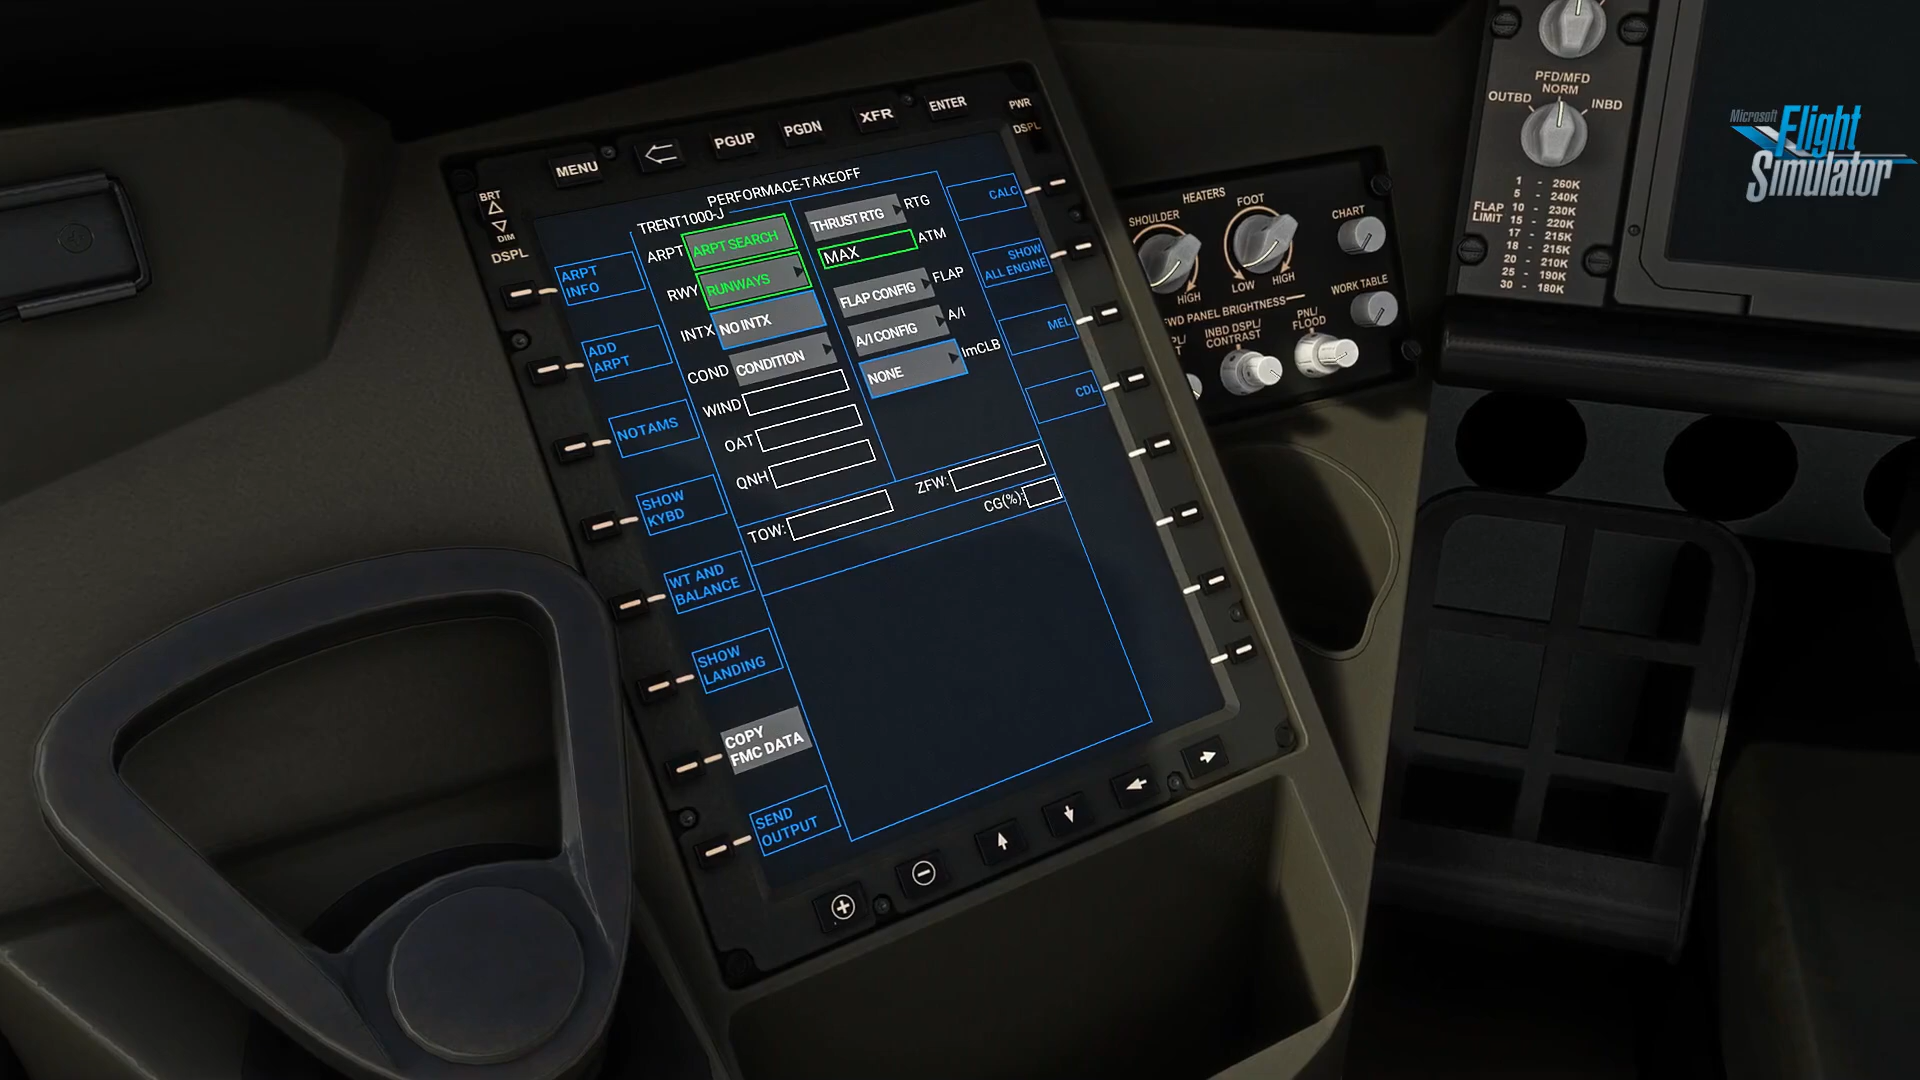 MENU
PGUP
PGDN
XFR
ENTER
PWR
DSPL
BRT
DIM
DSPL
PERFORMACE-TAKEOFF
TRENT1000-J
ARPT
ARPT SEARCH
RWY
RUNWAYS
INTX
NO INTX
COND
CONDITION
WIND
OAT
QNH
THRUST RTG
RTG
MAX
ATM
FLAP CONFIG
FLAP
A/I CONFIG
A/I
NONE
ImCLB
TOW:
ZFW:
CG(%):
ARPT
INFO
ADD
ARPT
NOTAMS
SHOW
KYBD
WT AND
BALANCE
SHOW
LANDING
COPY
FMC DATA
SEND
OUTPUT
CALC
SHOW
ALL ENGINE
MEL
CDL
HEATERS
SHOULDER
FOOT
HIGH
LOW
HIGH
CHART
WORK TABLE
FWD PANEL BRIGHTNESS
INBD DSPL/
CONTRAST
PNL/
FLOOD
PFD/MFD
NORM
OUTBD
INBD
FLAP
LIMIT
1 - 260K
5 - 240K
10 - 230K
15 - 220K
17 - 215K
18 - 215K
20 - 210K
25 - 190K
30 - 180K
Microsoft
Flight
Simulator